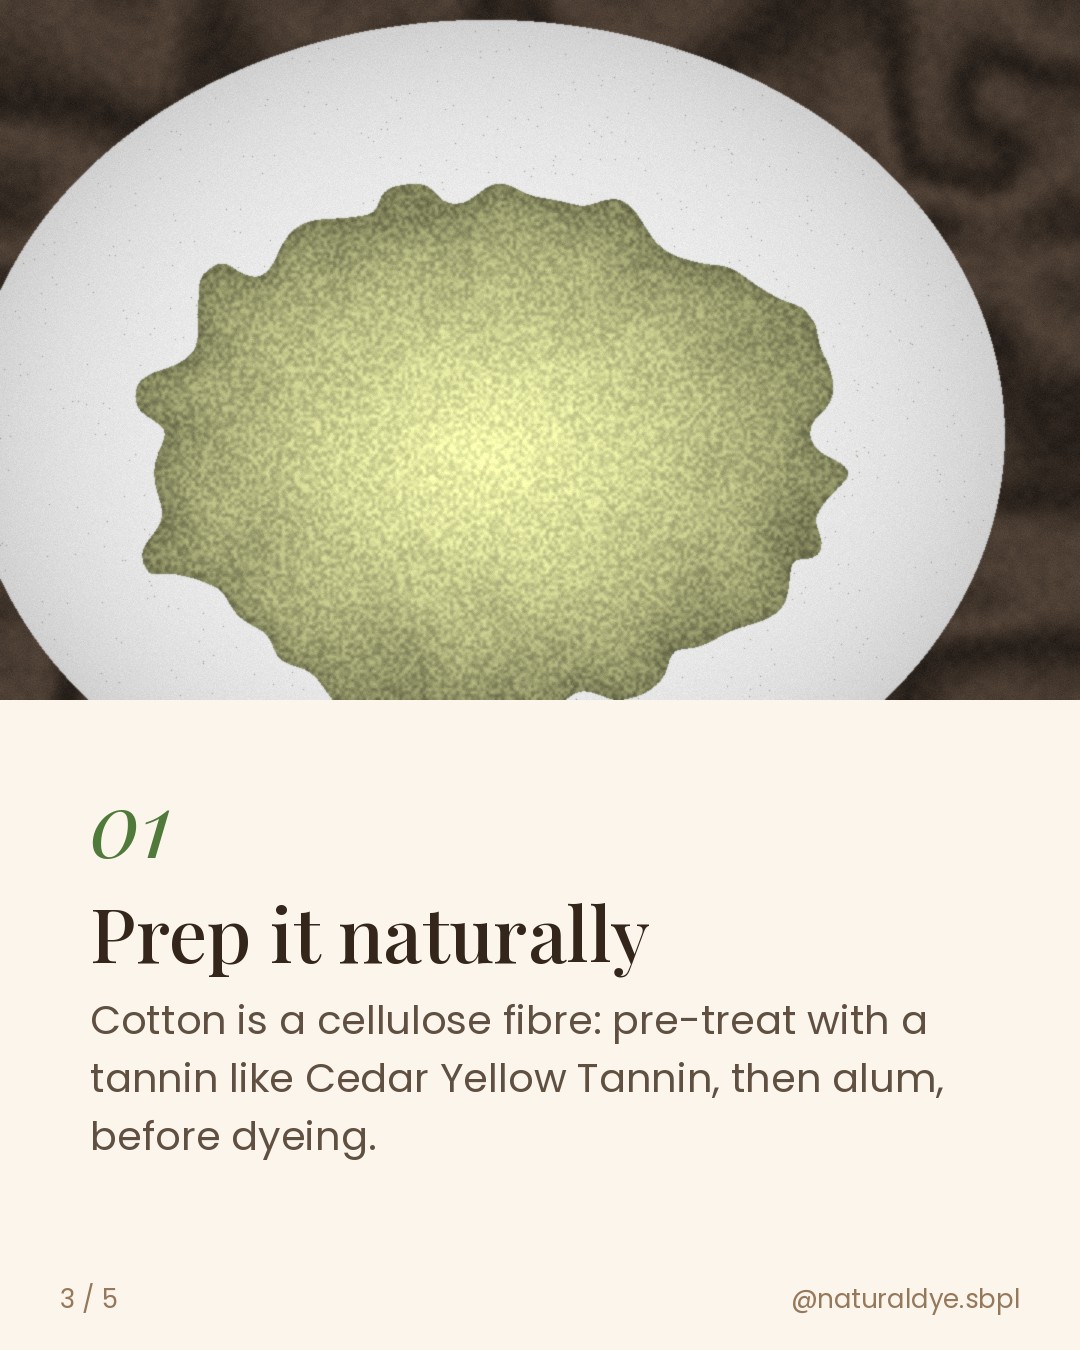 01
Prep it naturally
Cotton is a cellulose fibre: pre-treat with a
tannin like Cedar Yellow Tannin, then alum,
before dyeing.
3 / 5
@naturaldye.sbpl